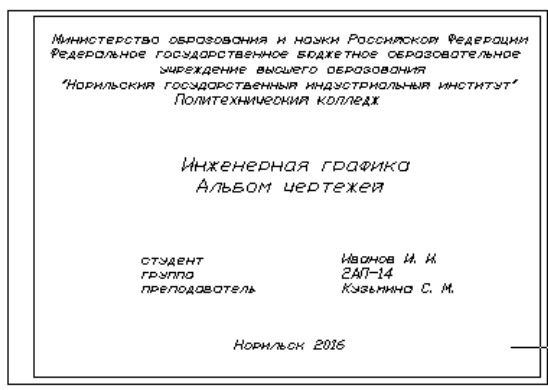 Министерство образования и науки Российской Федерации
Федеральное государственное бюджетное образовательное
учреждение высшего образования
"Норильский государственный индустриальный институт"
Политехнический колледж
Инженерная графика
Альбом чертежей
студент Иванов И. И.
группа 2АП-14
преподаватель Кузьмина С. М.
Норильск 2016